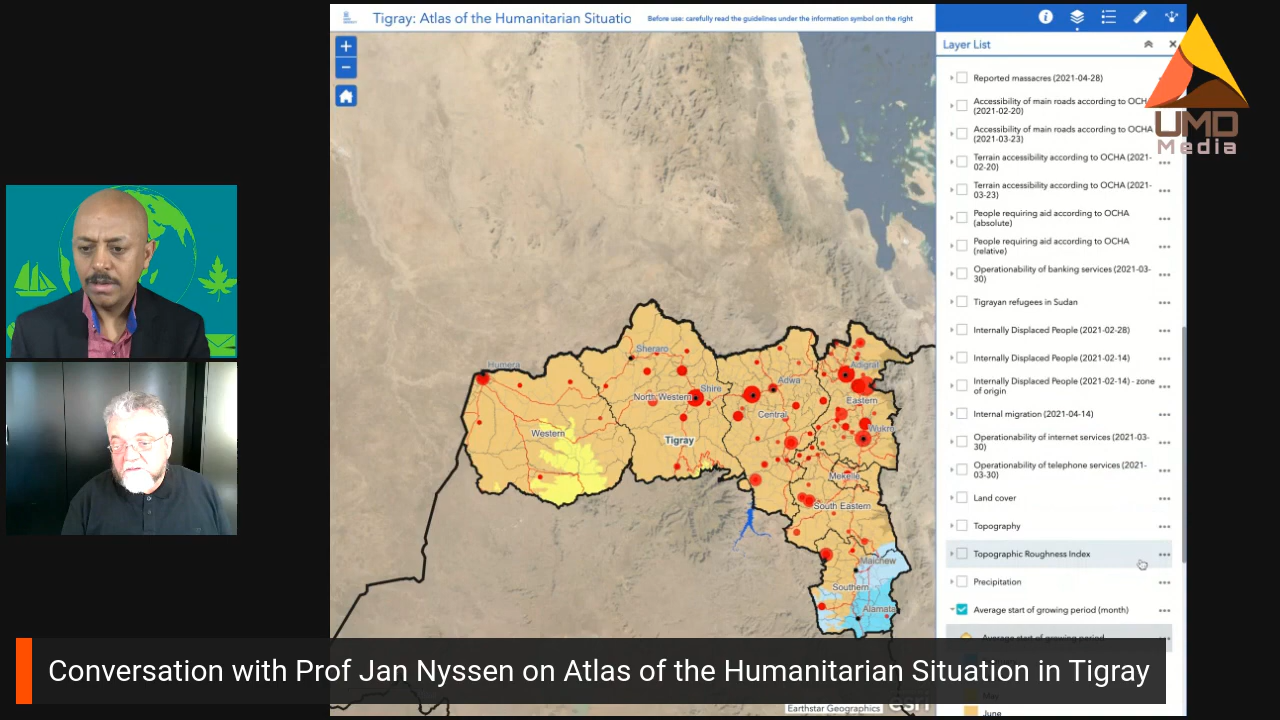 Tigray: Atlas of the Humanitarian Situatio
Before use: carefully read the guidelines under the information symbol on the right
Layer List
Reported massacres (2021-04-28)
Accessibility of main roads according to OCHA
(2021-02-20)
Accessibility of main roads according to OCHA
(2021-03-23)
Terrain accessibility according to OCHA (2021-
02-20)
Terrain accessibility according to OCHA (2021-
03-23)
People requiring aid according to OCHA
(absolute)
People requiring aid according to OCHA
(relative)
Operationability of banking services (2021-03-
30)
Tigrayan refugees in Sudan
Internally Displaced People (2021-02-28)
Internally Displaced People (2021-02-14)
Internally Displaced People (2021-02-14) - zone
of origin
Internal migration (2021-04-14)
Operationability of internet services (2021-03-
30)
Operationability of telephone services (2021-
03-30)
Land cover
Topography
Topographic Roughness Index
Precipitation
Average start of growing period (month)
Average start of growing period
May
June
UMD
Media
Humera
Sheraro
Shire
Adwa
Adigrat
North Western
Central
Eastern
Western
Tigray
Wukro
Mekelle
South Eastern
Maichew
Southern
Alamata
Conversation with Prof Jan Nyssen on Atlas of the Humanitarian Situation in Tigray
Earthstar Geographics
esri